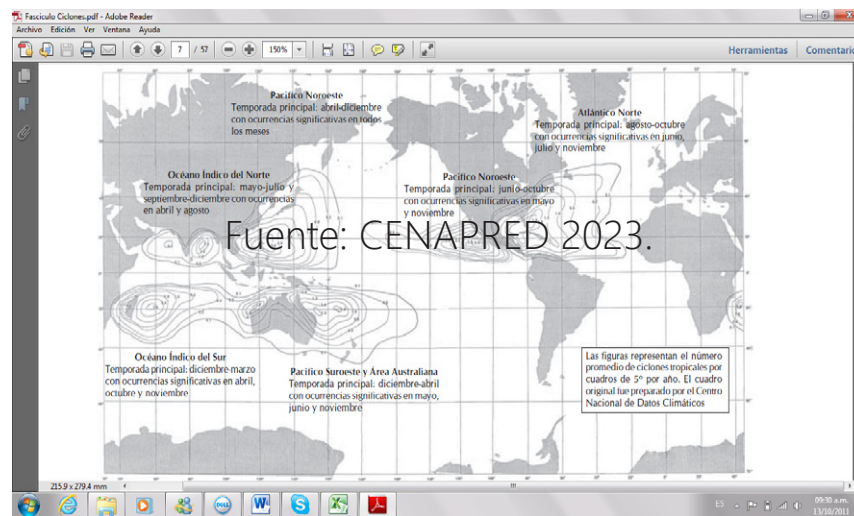 Fasciculo Ciclones.pdf - Adobe Reader
Archivo Edición Ver Ventana Ayuda
7 / 57
150%
Herramientas
Comentario
Pacífico Noroeste
Temporada principal: abril-diciembre
con ocurrencias significativas en todos
los meses
Atlántico Norte
Temporada principal: agosto-octubre
con ocurrencias significativas en junio,
julio y noviembre
Océano Índico del Norte
Temporada principal: mayo-julio y
septiembre-diciembre con ocurrencias
en abril y agosto
Pacífico Noroeste
Temporada principal: junio-octubre
con ocurrencias significativas en mayo
y noviembre
Fuente: CENAPRED 2023.
Océano Índico del Sur
Temporada principal: diciembre-marzo
con ocurrencias significativas en abril,
octubre y noviembre
Pacífico Suroeste y Área Australiana
Temporada principal: diciembre-abril
con ocurrencias significativas en mayo,
junio y noviembre
Las figuras representan el número
promedio de ciclones tropicales por
cuadros de 5° por año. El cuadro
original fue preparado por el Centro
Nacional de Datos Climáticos
215.9 x 279.4 mm
DELL
ES
09:30 a.m.
13/10/2011